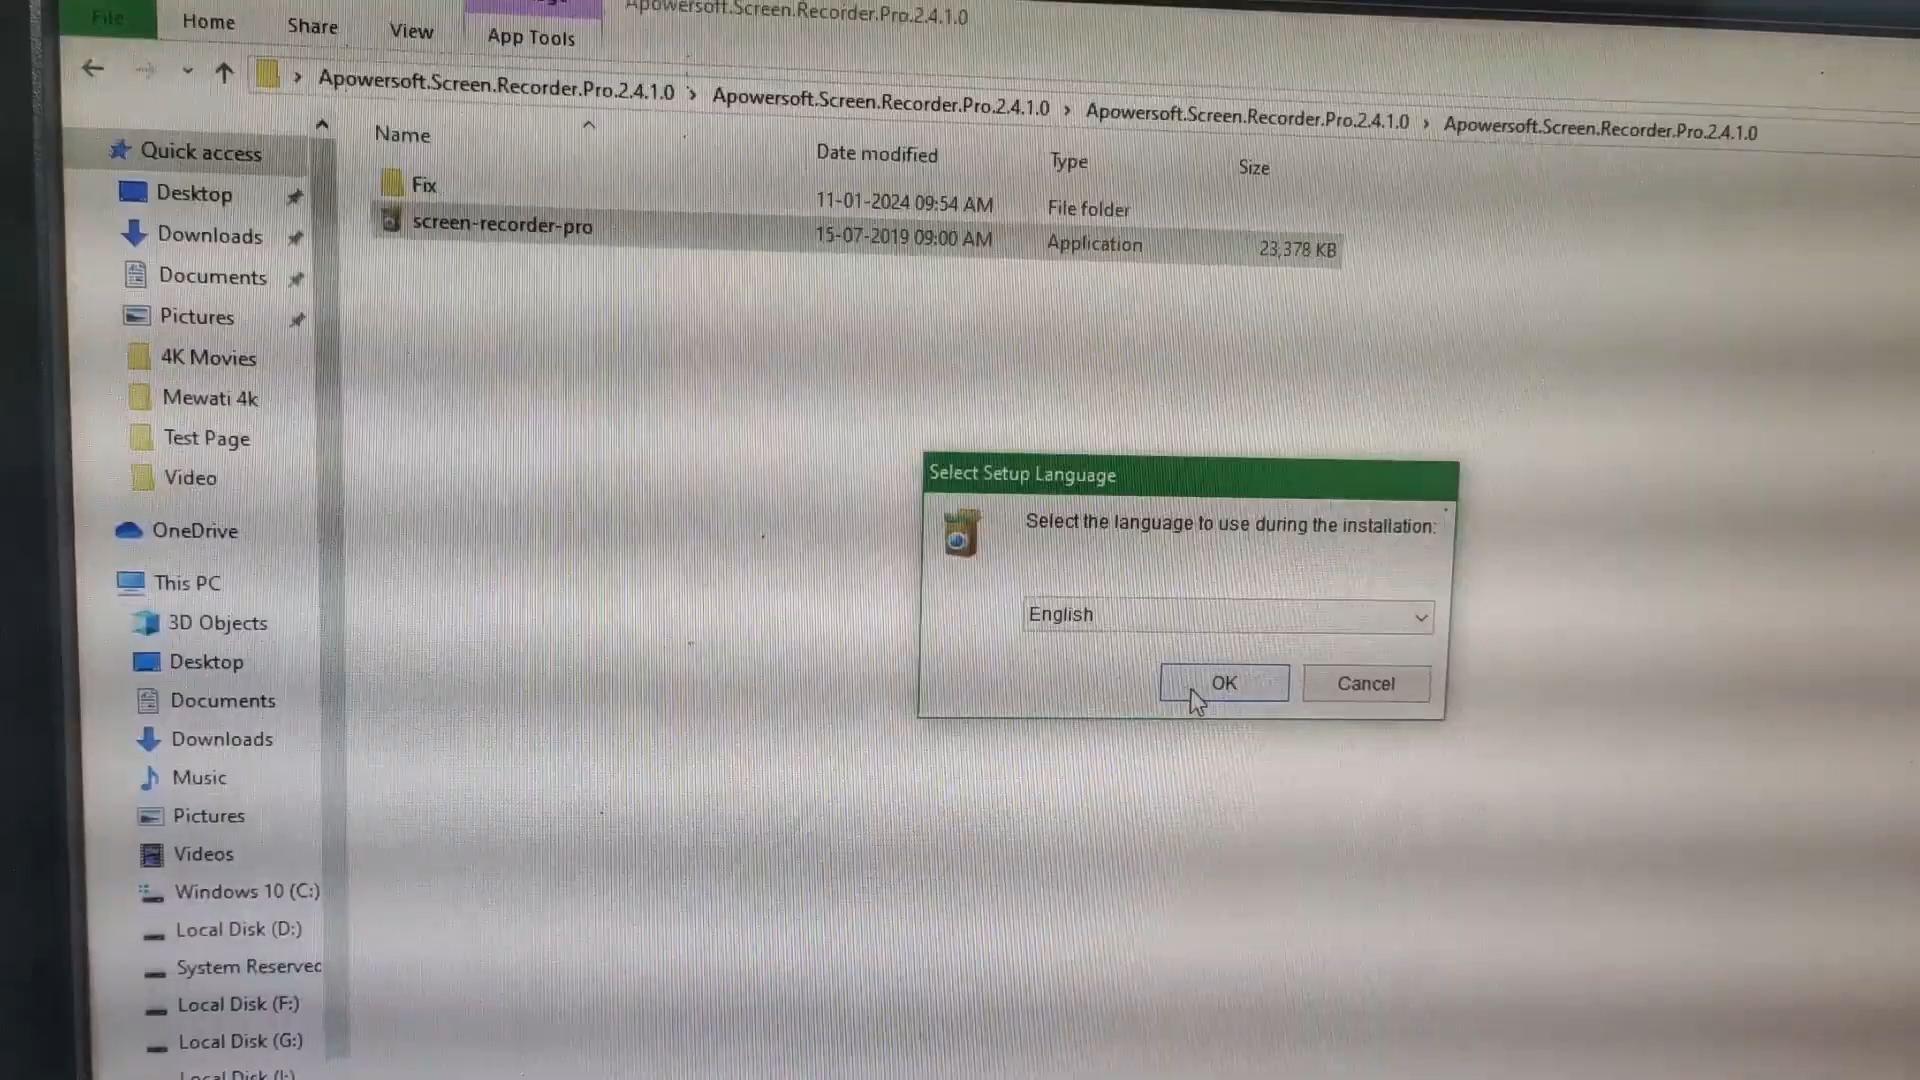 File Home Share View App Tools
Apowersoft.Screen.Recorder.Pro.2.4.1.0
Apowersoft.Screen.Recorder.Pro.2.4.1.0 > Apowersoft.Screen.Recorder.Pro.2.4.1.0 > Apowersoft.Screen.Recorder.Pro.2.4.1.0 > Apowersoft.Screen.Recorder.Pro.2.4.1.0
Name Date modified Type Size
Fix 11-01-2024 09:54 AM File folder
screen-recorder-pro 15-07-2019 09:00 AM Application 23,378 KB
Quick access
Desktop
Downloads
Documents
Pictures
4K Movies
Mewati 4k
Test Page
Video
OneDrive
This PC
3D Objects
Desktop
Documents
Downloads
Music
Pictures
Videos
Windows 10 (C:)
Local Disk (D:)
System Reserved
Local Disk (F:)
Local Disk (G:)
Select Setup Language
Select the language to use during the installation:
English
OK Cancel